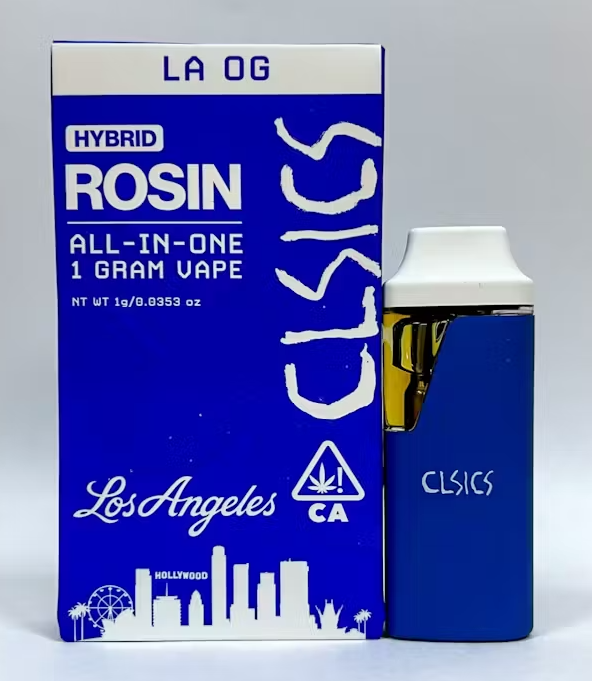 LA OG
HYBRID
ROSIN
ALL-IN-ONE
1 GRAM VAPE
NT WT 1g/0.0353 oz
CLSICS
Los Angeles
!
CA
HOLLYWOOD
CLSICS